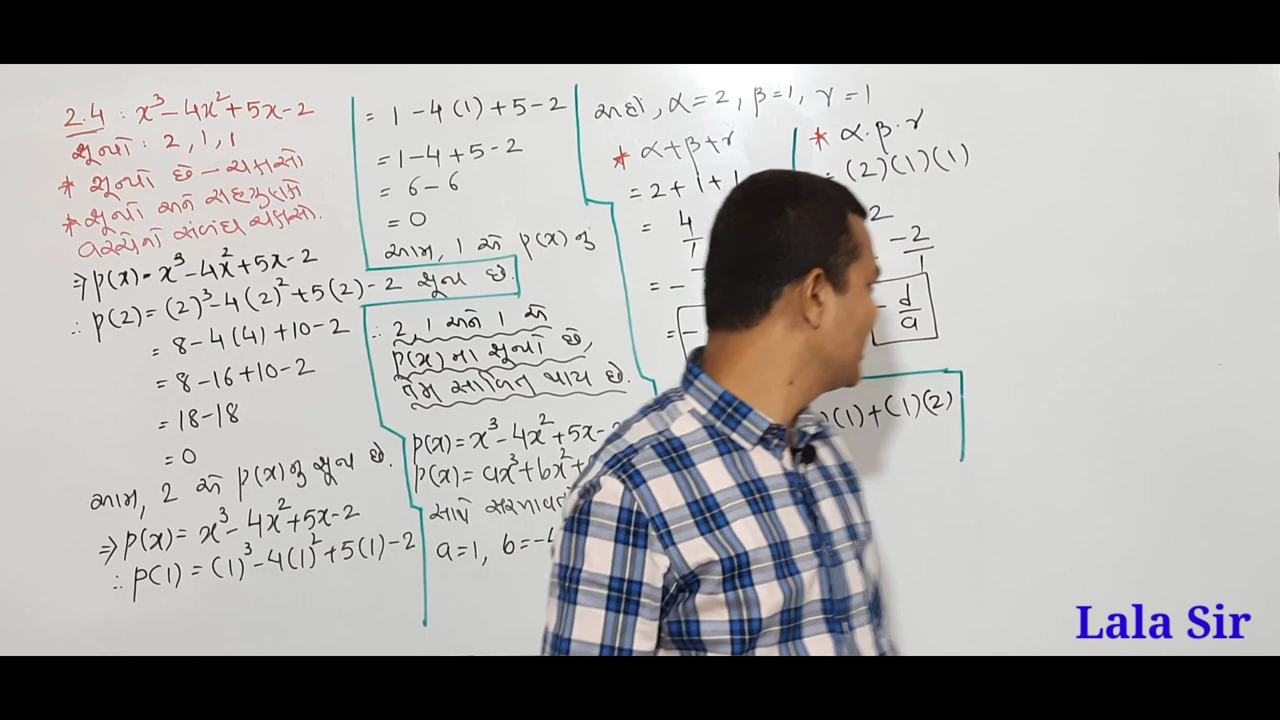 2.4 : x³-4x²+5x-2
શૂન્યો : 2, 1, 1
* શૂન્યો છે - ચકાસો
* શૂન્યો અને સહગુણકો
વચ્ચેનો સંબંધ ચકાસો.
⇒ p(x) = x³-4x²+5x-2
∴ p(2) = (2)³-4(2)²+5(2)-2
= 8-4(4)+10-2
= 8-16+10-2
= 18-18
= 0
આમ, 2 એ p(x)નું શૂન્ય છે.
⇒ p(x) = x³-4x²+5x-2
∴ p(1) = (1)³-4(1)²+5(1)-2
= 1-4(1)+5-2
= 1-4+5-2
= 6-6
= 0
આમ, 1 એ p(x)નું
શૂન્ય છે.
∴ 2, 1 અને 1 એ
p(x)ના શૂન્યો છે,
તેમ સાબિત થાય છે.
p(x) = x³-4x²+5x-
p(x) = ax³+bx²+
સાથે સરખાવતાં
a=1, b=-4
અહીં, α=2, β=1, γ=1
* α+β+γ
= 2+1+1
= 4/1
= -
= -
* α·β·γ
= (2)(1)(1)
2
-2/1
- d/a
(1)+(1)(2)
Lala Sir